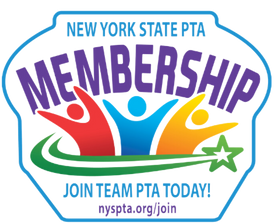 NEW YORK STATE PTA
MEMBERSHIP
JOIN TEAM PTA TODAY!
nyspta.org/join